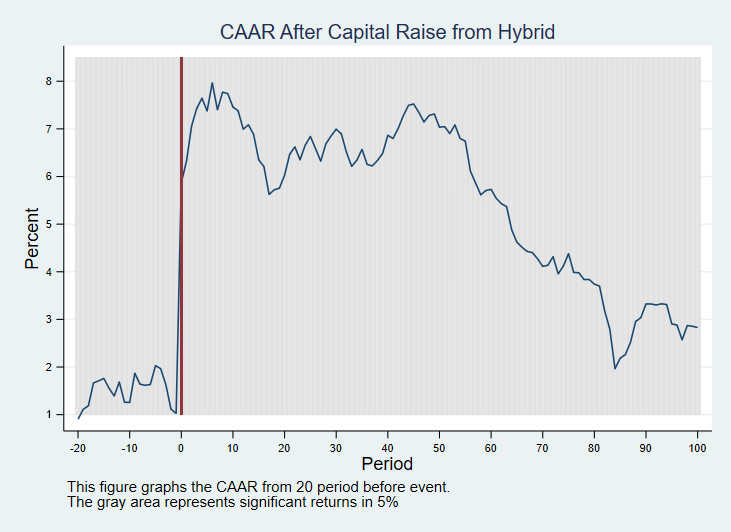 CAAR After Capital Raise from Hybrid
8
7
6
5
4
3
2
1
Percent
-20 -10 0 10 20 30 40 50 60 70 80 90 100
Period
This figure graphs the CAAR from 20 period before event.
The gray area represents significant returns in 5%